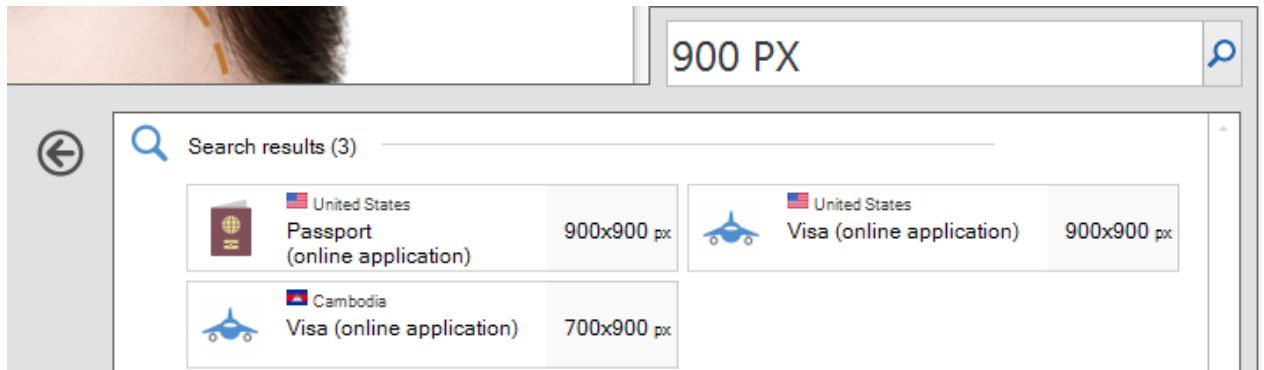 900 PX
Search results (3)
United States
Passport
(online application)
900x900 px
United States
Visa (online application)
900x900 px
Cambodia
Visa (online application)
700x900 px